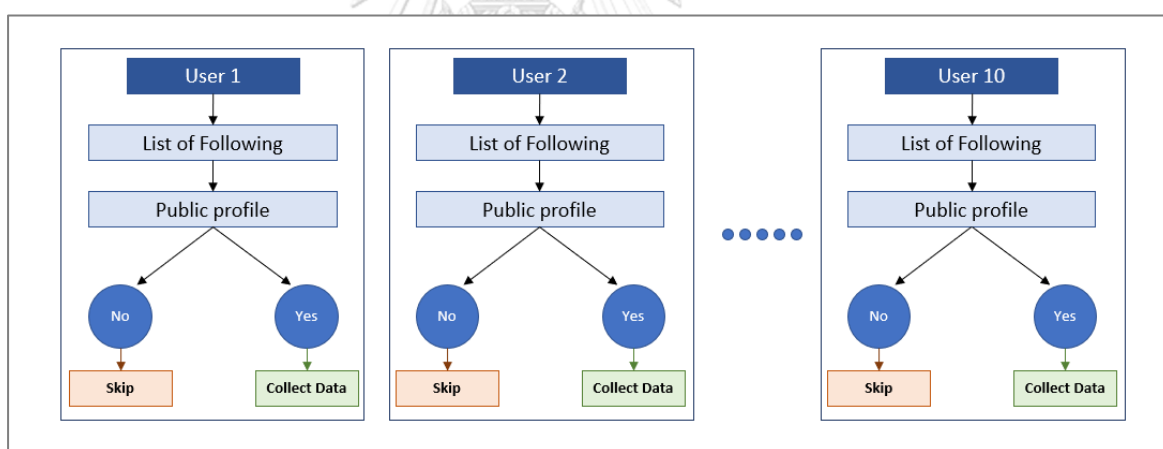 User 1
List of Following
Public profile
No
Yes
Skip
Collect Data
User 2
List of Following
Public profile
No
Yes
Skip
Collect Data
User 10
List of Following
Public profile
No
Yes
Skip
Collect Data